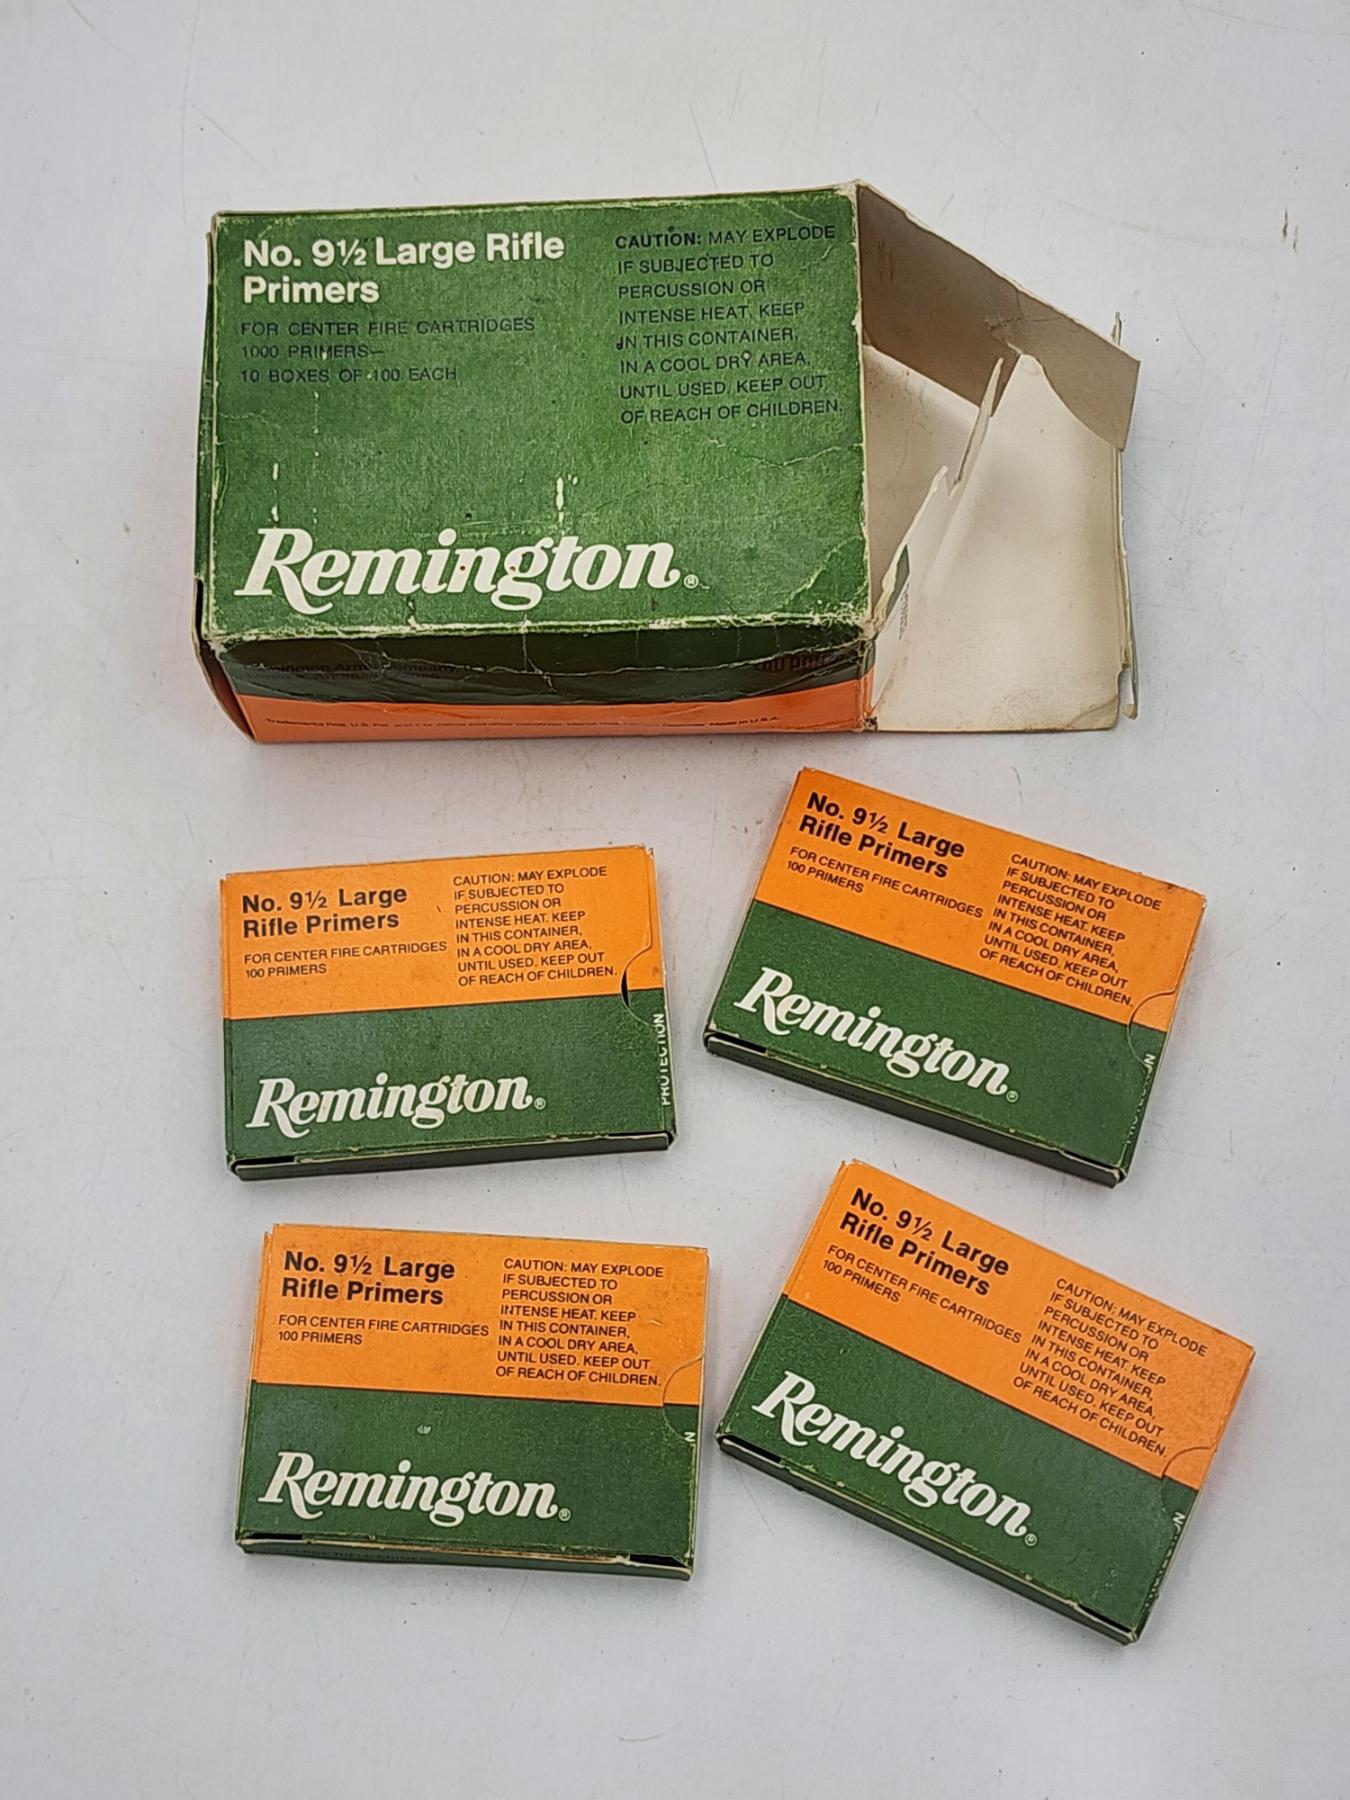 No. 9½ Large Rifle
Primers
FOR CENTER FIRE CARTRIDGES
1000 PRIMERS—
10 BOXES OF 100 EACH
CAUTION: MAY EXPLODE
IF SUBJECTED TO
PERCUSSION OR
INTENSE HEAT. KEEP
IN THIS CONTAINER,
IN A COOL DRY AREA,
UNTIL USED. KEEP OUT
OF REACH OF CHILDREN.
Remington®
Made in U.S.A.
No. 9½ Large
Rifle Primers
FOR CENTER FIRE CARTRIDGES
100 PRIMERS
CAUTION: MAY EXPLODE
IF SUBJECTED TO
PERCUSSION OR
INTENSE HEAT. KEEP
IN THIS CONTAINER,
IN A COOL DRY AREA,
UNTIL USED. KEEP OUT
OF REACH OF CHILDREN.
Remington®
PROTECTION
No. 9½ Large
Rifle Primers
FOR CENTER FIRE CARTRIDGES
100 PRIMERS
CAUTION: MAY EXPLODE
IF SUBJECTED TO
PERCUSSION OR
INTENSE HEAT. KEEP
IN THIS CONTAINER,
IN A COOL DRY AREA,
UNTIL USED. KEEP OUT
OF REACH OF CHILDREN.
Remington®
No. 9½ Large
Rifle Primers
FOR CENTER FIRE CARTRIDGES
100 PRIMERS
CAUTION: MAY EXPLODE
IF SUBJECTED TO
PERCUSSION OR
INTENSE HEAT. KEEP
IN THIS CONTAINER,
IN A COOL DRY AREA,
UNTIL USED. KEEP OUT
OF REACH OF CHILDREN.
Remington®
No. 9½ Large
Rifle Primers
FOR CENTER FIRE CARTRIDGES
100 PRIMERS
CAUTION: MAY EXPLODE
IF SUBJECTED TO
PERCUSSION OR
INTENSE HEAT. KEEP
IN THIS CONTAINER,
IN A COOL DRY AREA,
UNTIL USED. KEEP OUT
OF REACH OF CHILDREN.
Remington®